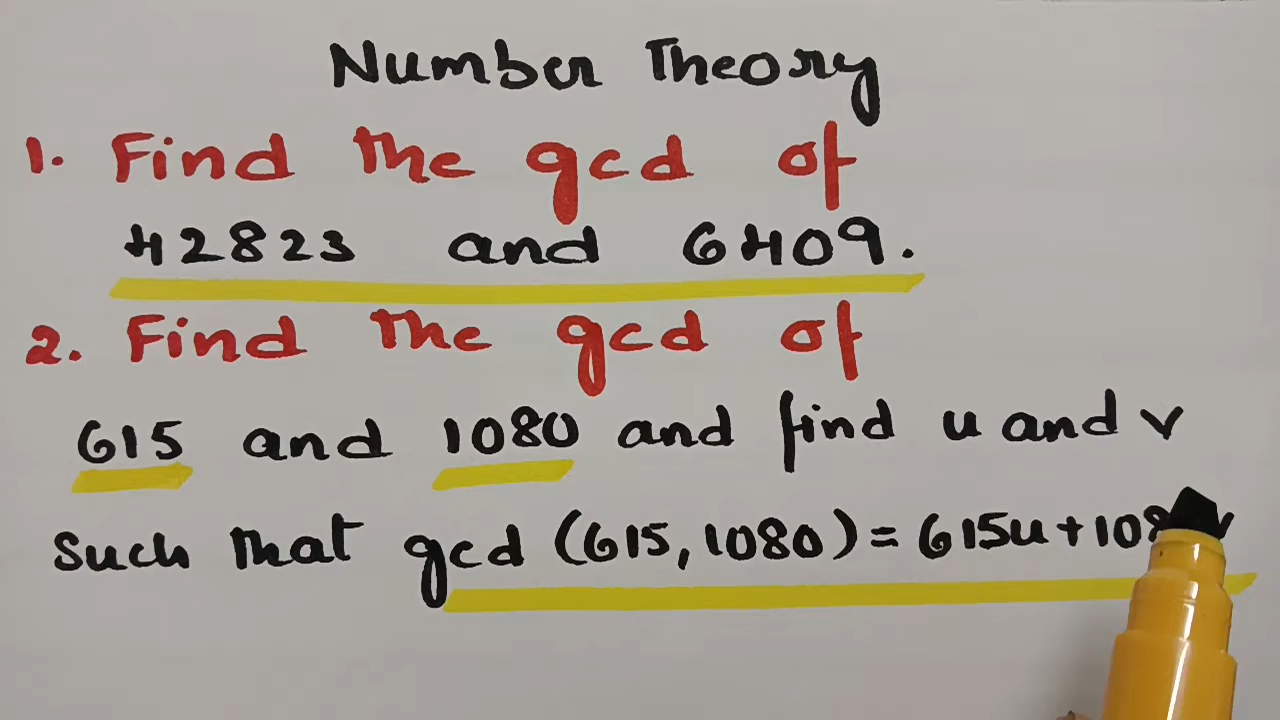 Number Theory
1. Find the gcd of
42823 and 6409.
2. Find the gcd of
615 and 1080 and find u and v
such that gcd (615, 1080) = 615u +